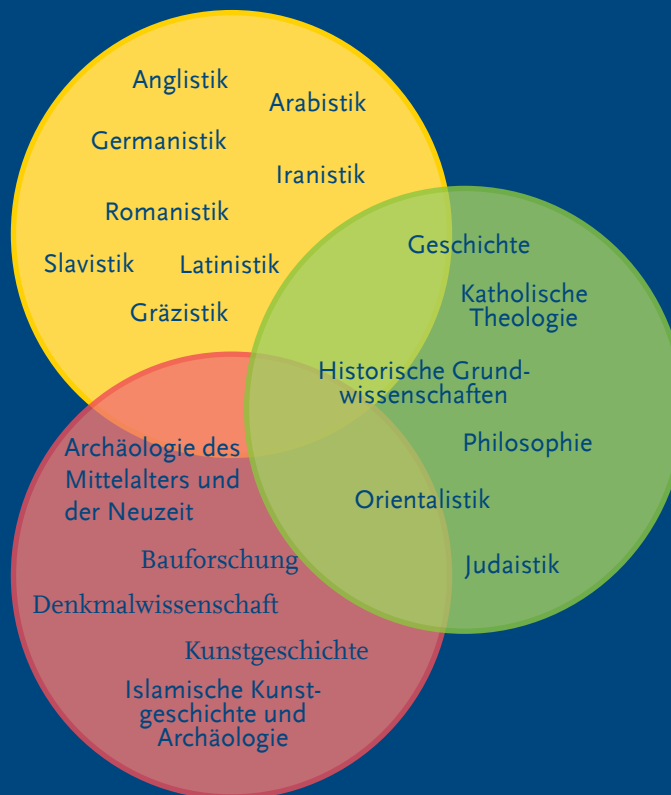 Anglistik
Arabistik
Germanistik
Iranistik
Romanistik
Slavistik
Latinistik
Gräzistik
Geschichte
Katholische
Theologie
Historische Grund-
wissenschaften
Philosophie
Orientalistik
Judaistik
Archäologie des
Mittelalters und
der Neuzeit
Bauforschung
Denkmalwissenschaft
Kunstgeschichte
Islamische Kunst-
geschichte und
Archäologie